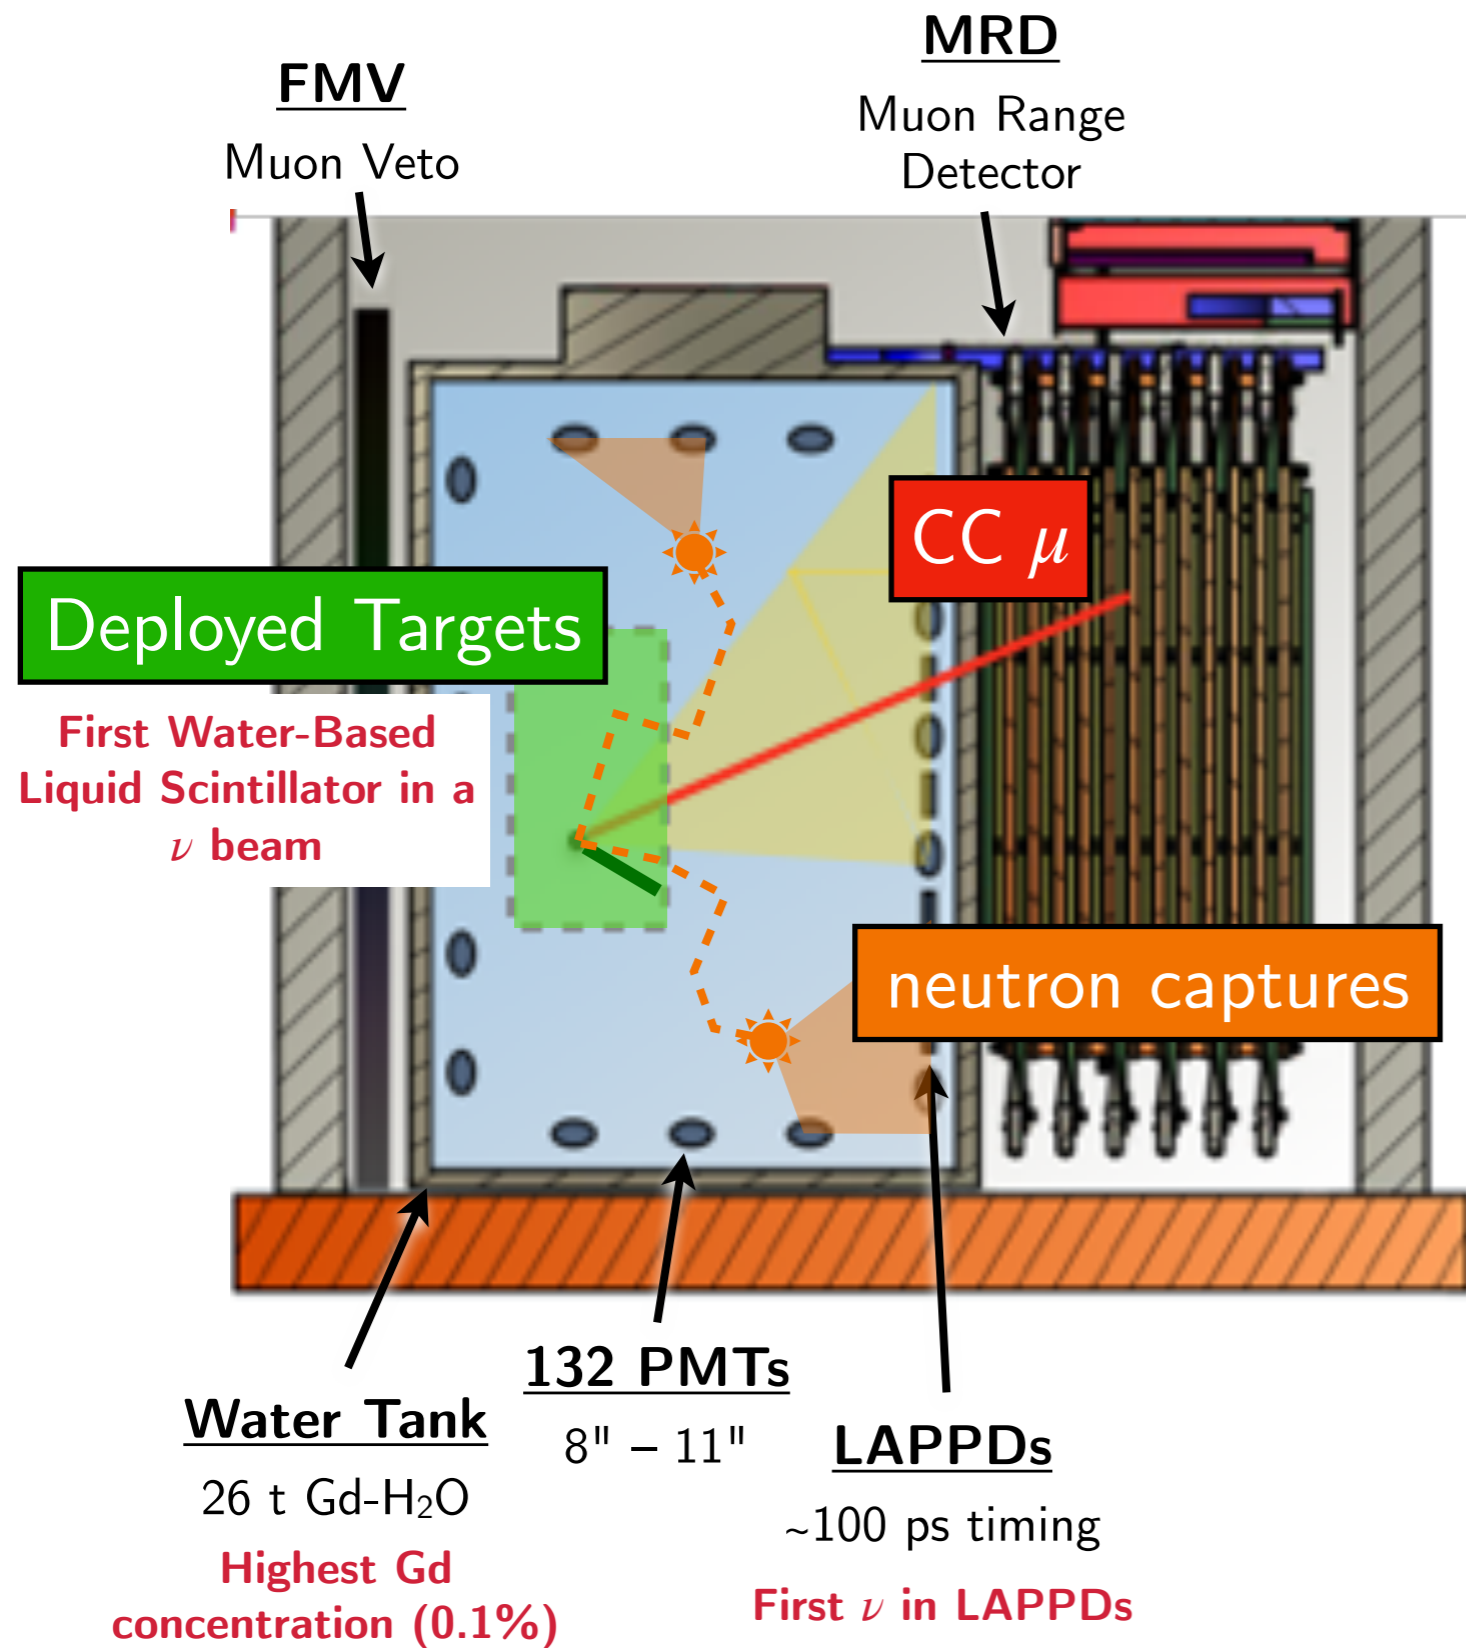 MRD
Muon Range
Detector
FMV
Muon Veto
CC μ
Deployed Targets
First Water-Based
Liquid Scintillator in a
ν beam
neutron captures
132 PMTs
8" – 11"
Water Tank
26 t Gd-H₂O
Highest Gd
concentration (0.1%)
LAPPDs
~100 ps timing
First ν in LAPPDs